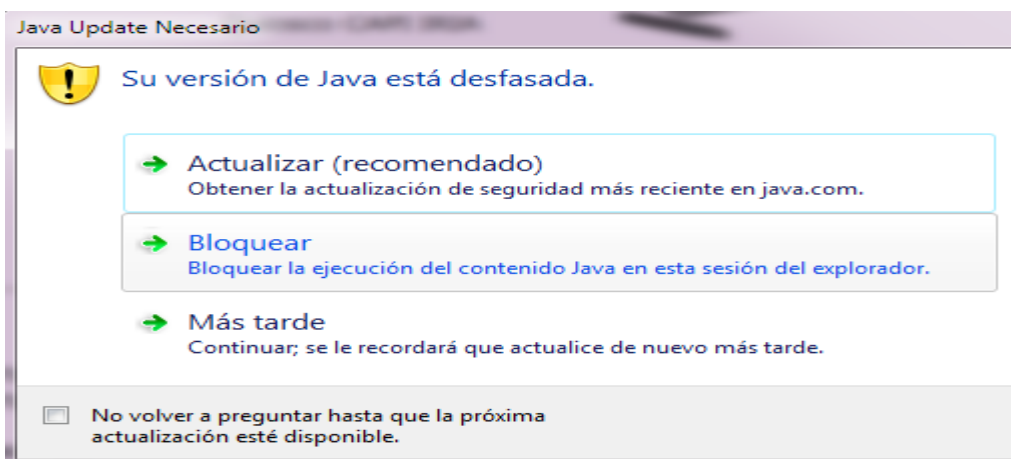 Java Update Necesario
Su versión de Java está desfasada.
Actualizar (recomendado)
Obtener la actualización de seguridad más reciente en java.com.
Bloquear
Bloquear la ejecución del contenido Java en esta sesión del explorador.
Más tarde
Continuar; se le recordará que actualice de nuevo más tarde.
No volver a preguntar hasta que la próxima
actualización esté disponible.